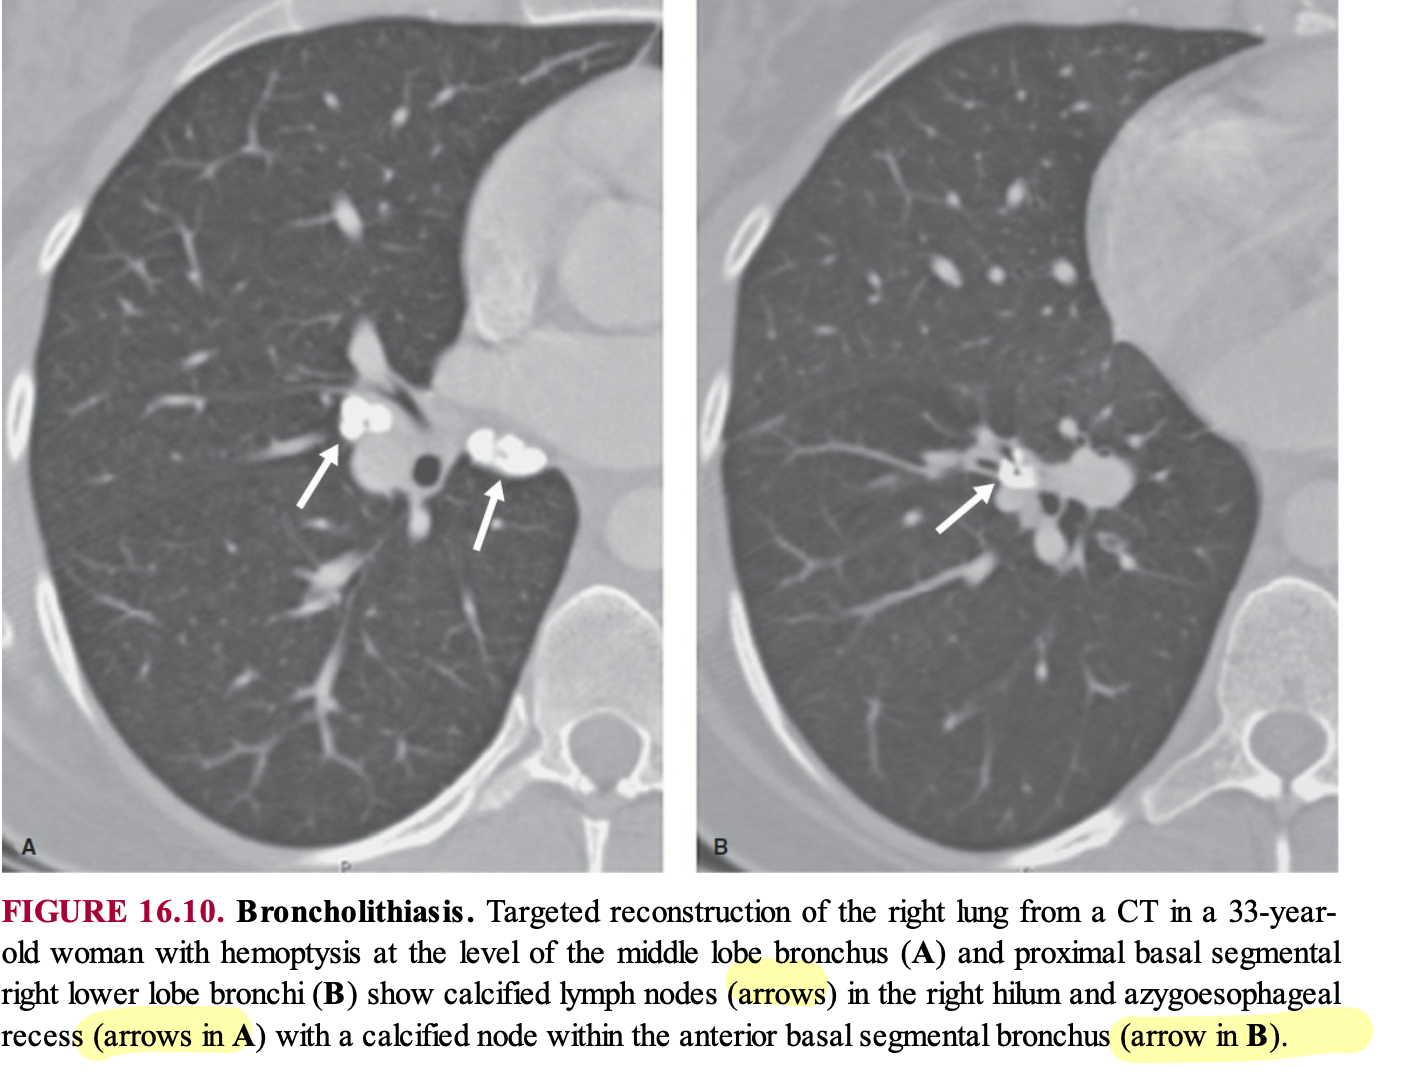 A
P
B
FIGURE 16.10. Broncholithiasis. Targeted reconstruction of the right lung from a CT in a 33-year-
old woman with hemoptysis at the level of the middle lobe bronchus (A) and proximal basal segmental
right lower lobe bronchi (B) show calcified lymph nodes (arrows) in the right hilum and azygoesophageal
recess (arrows in A) with a calcified node within the anterior basal segmental bronchus (arrow in B).